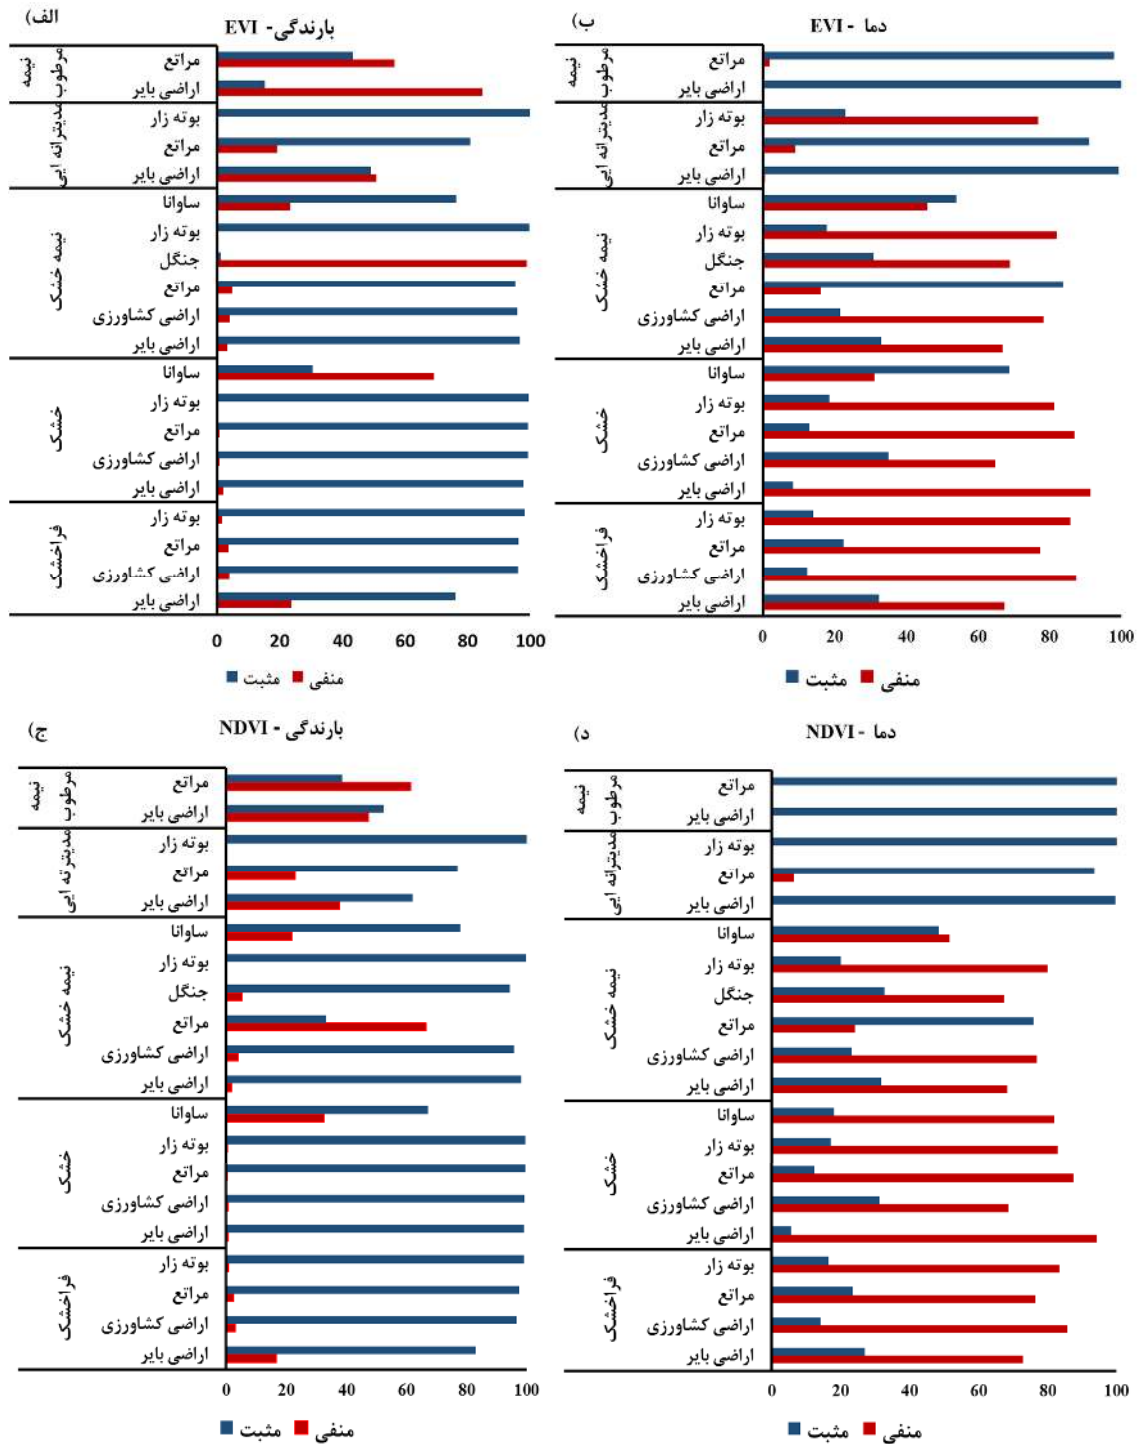 الف)
بارندگی- EVI
نیمه
مرطوب
مراتع
اراضی بایر
مدیترانه ایی
بوته زار
مراتع
اراضی بایر
نیمه خشک
ساوانا
بوته زار
جنگل
مراتع
اراضی کشاورزی
اراضی بایر
خشک
ساوانا
بوته زار
مراتع
اراضی کشاورزی
اراضی بایر
فراخشک
بوته زار
مراتع
اراضی کشاورزی
اراضی بایر
0 20 40 60 80 100
مثبت منفی
ب)
دما - EVI
نیمه
مرطوب
مراتع
اراضی بایر
مدیترانه ایی
بوته زار
مراتع
اراضی بایر
نیمه خشک
ساوانا
بوته زار
جنگل
مراتع
اراضی کشاورزی
اراضی بایر
خشک
ساوانا
بوته زار
مراتع
اراضی کشاورزی
اراضی بایر
فراخشک
بوته زار
مراتع
اراضی کشاورزی
اراضی بایر
0 20 40 60 80 100
مثبت منفی
ج)
بارندگی - NDVI
نیمه
مرطوب
مراتع
اراضی بایر
مدیترته ایی
بوته زار
مراتع
اراضی بایر
نیمه خشک
ساوانا
بوته زار
جنگل
مراتع
اراضی کشاورزی
اراضی بایر
خشک
ساوانا
بوته زار
مراتع
اراضی کشاورزی
اراضی بایر
فراخشک
بوته زار
مراتع
اراضی کشاورزی
اراضی بایر
0 20 40 60 80 100
مثبت منفی
د)
دما - NDVI
نیمه
مرطوب
مراتع
اراضی بایر
مدیترانه ایی
بوته زار
مراتع
اراضی بایر
نیمه خشک
ساوانا
بوته زار
جنگل
مراتع
اراضی کشاورزی
اراضی بایر
خشک
ساوانا
بوته زار
مراتع
اراضی کشاورزی
اراضی بایر
فراخشک
بوته زار
مراتع
اراضی کشاورزی
اراضی بایر
0 20 40 60 80 100
مثبت منفی